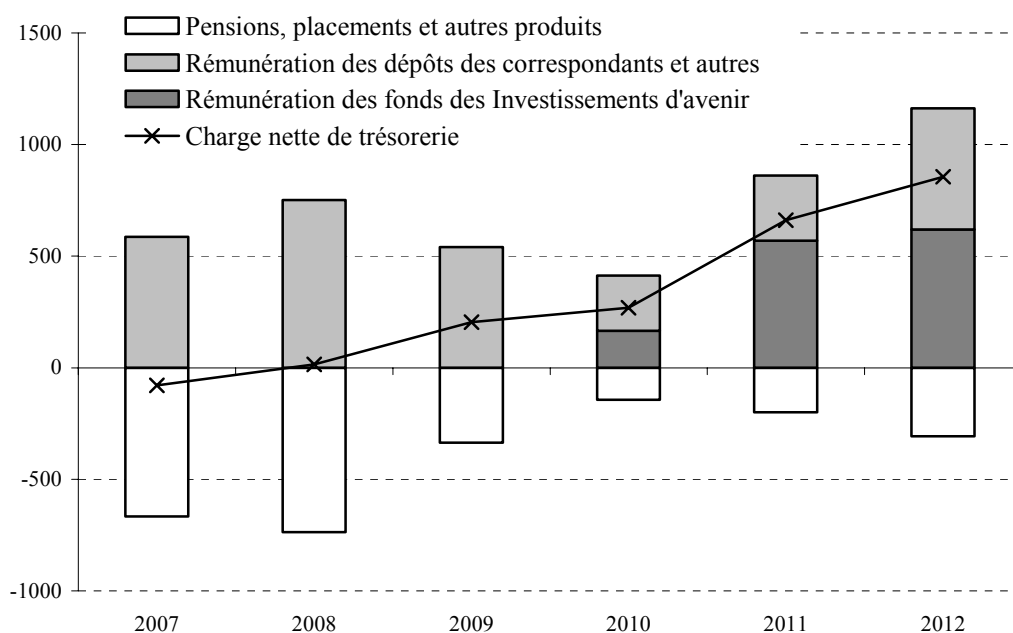 Pensions, placements et autres produits
Rémunération des dépôts des correspondants et autres
Rémunération des fonds des Investissements d'avenir
Charge nette de trésorerie
1500
1000
500
0
-500
-1000
2007 2008 2009 2010 2011 2012